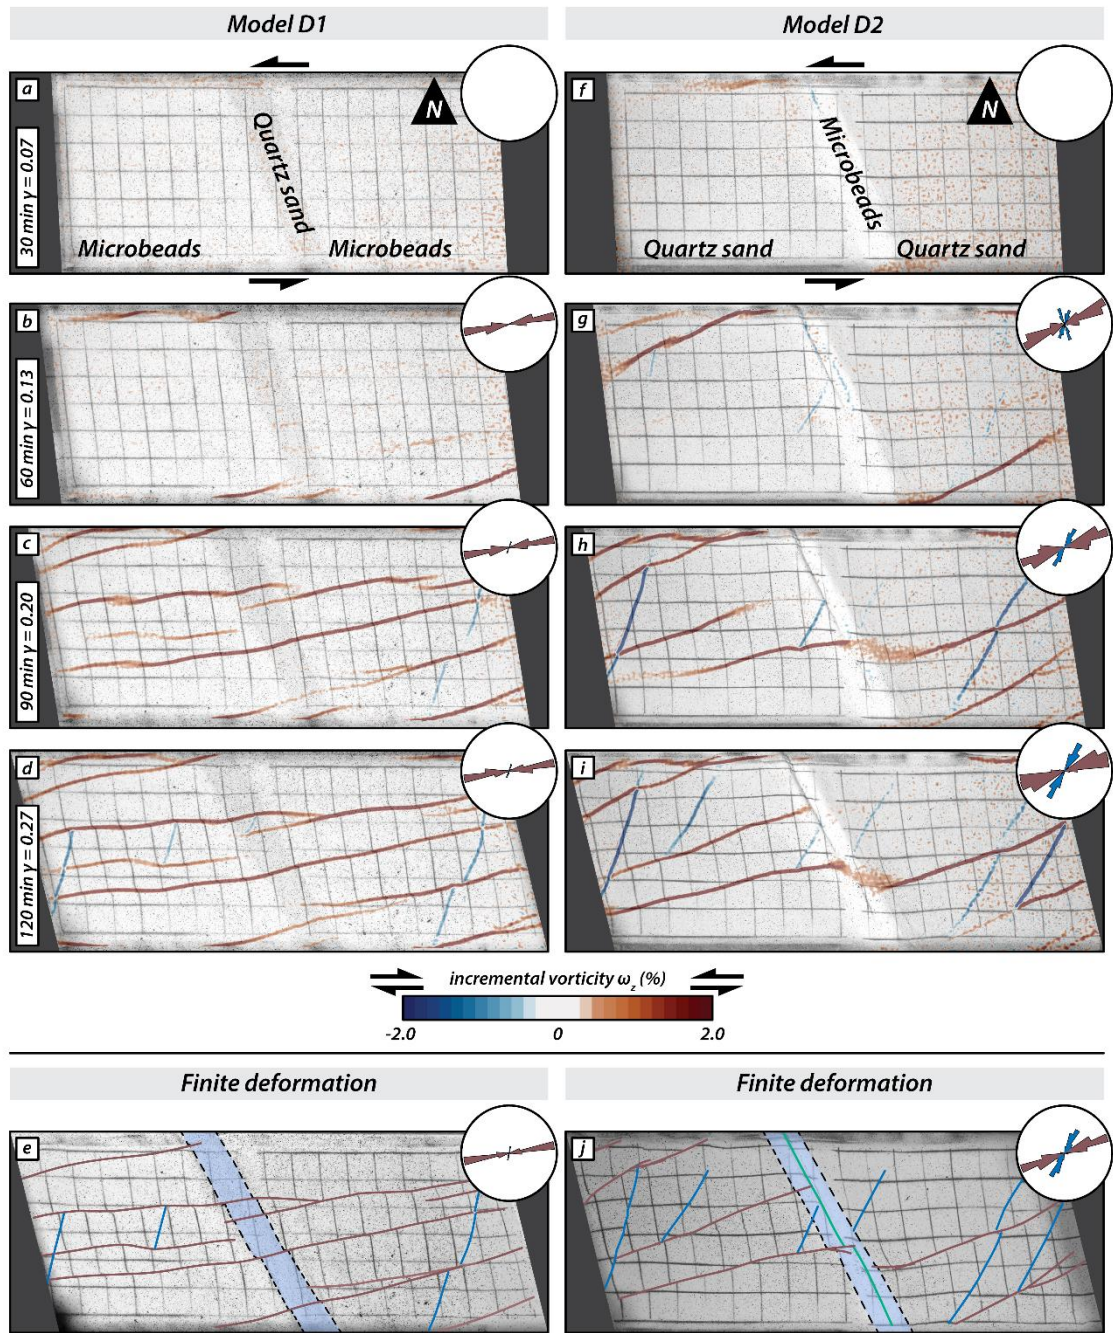 Model D1
Model D2
a
N
Quartz sand
Microbeads
Microbeads
30 min γ = 0.07
f
N
Microbeads
Quartz sand
Quartz sand
b
60 min γ = 0.13
g
c
90 min γ = 0.20
h
d
120 min γ = 0.27
i
incremental vorticity ωz (%)
-2.0
0
2.0
Finite deformation
Finite deformation
e
j